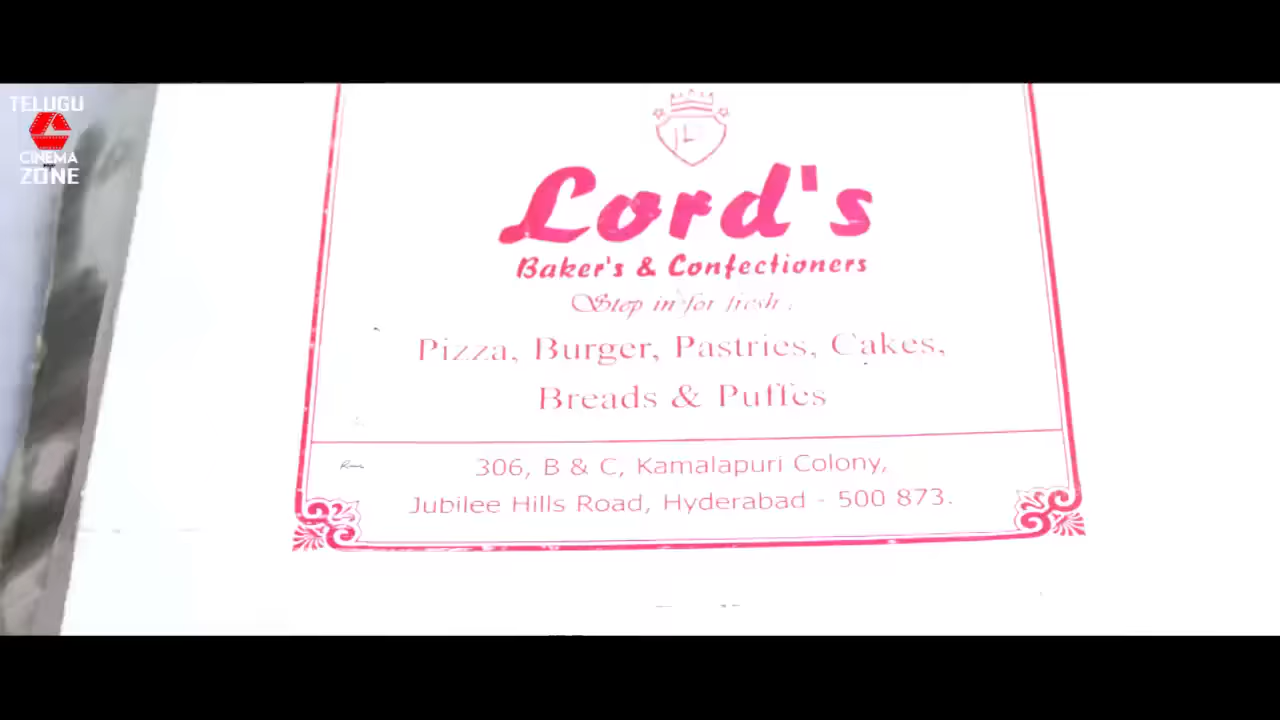 TELUGU
CINEMA
ZONE
Lord's
Baker's & Confectioners
Step in for fresh :
Pizza, Burger, Pastries, Cakes,
Breads & Puffes
306, B & C, Kamalapuri Colony,
Jubilee Hills Road, Hyderabad - 500 873.